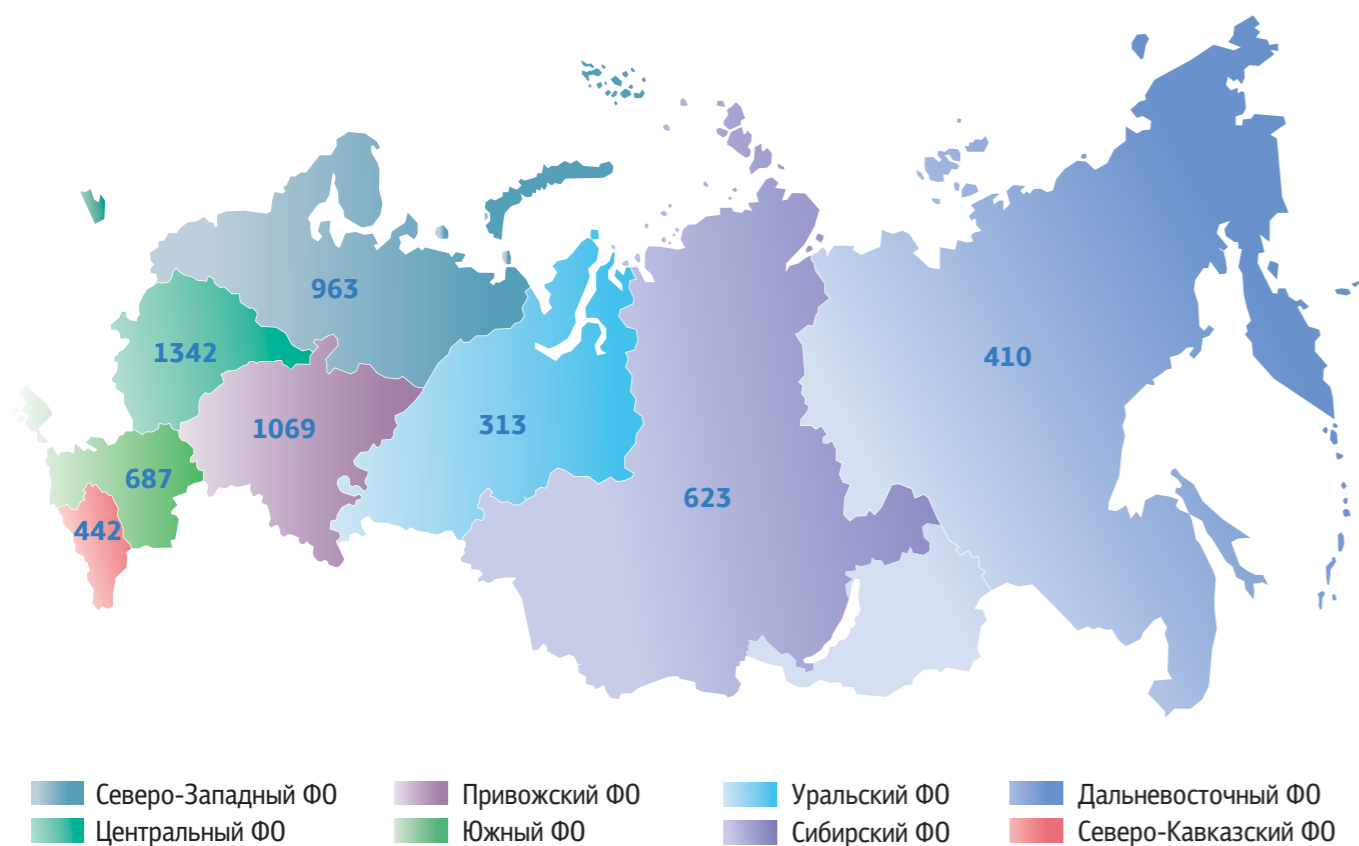 963
1342
410
1069
313
687
623
442
Северо-Западный ФО
Привожский ФО
Уральский ФО
Дальневосточный ФО
Центральный ФО
Южный ФО
Сибирский ФО
Северо-Кавказский ФО